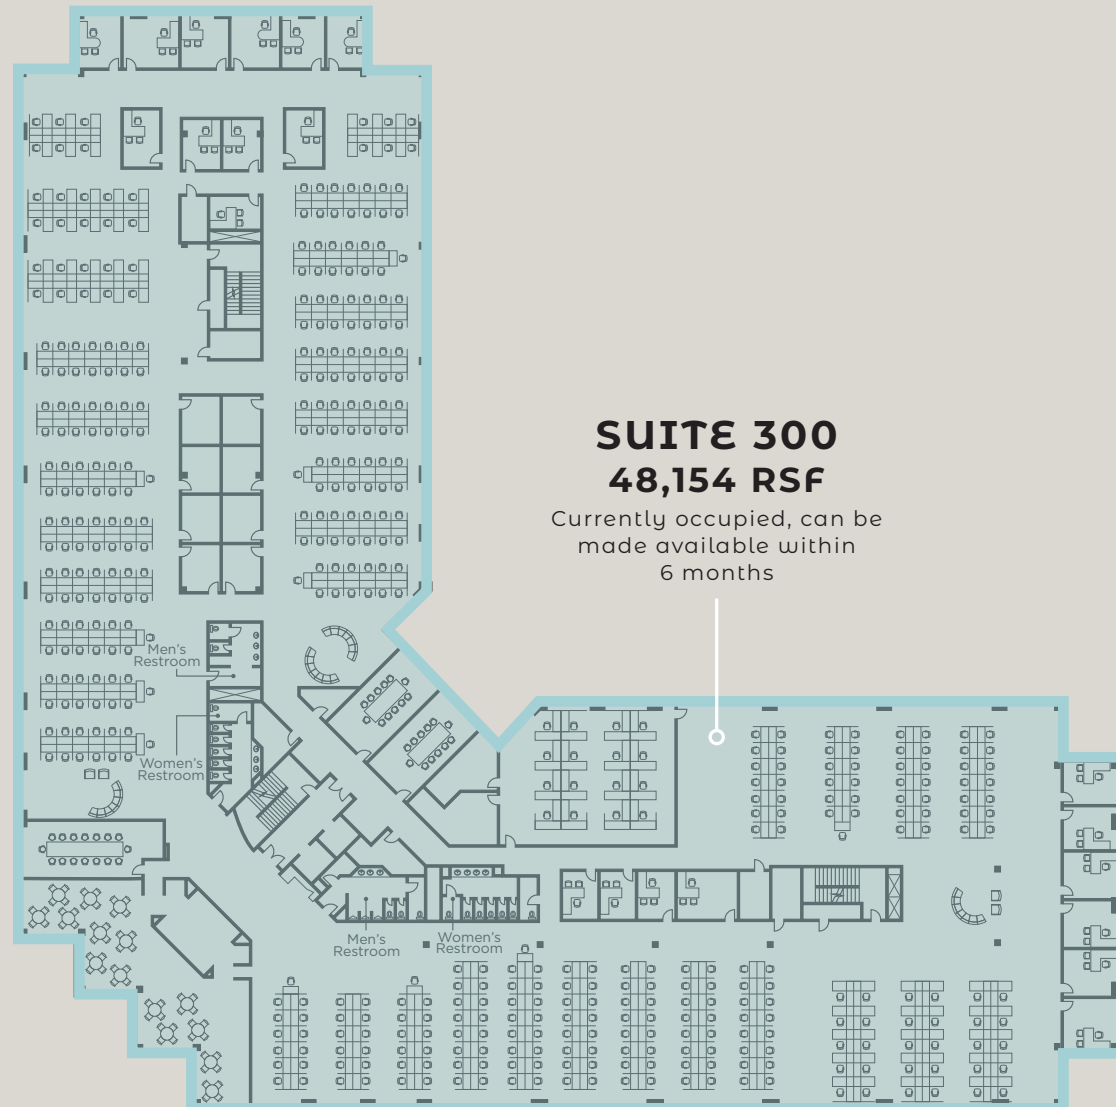 SUITE 300
48,154 RSF
Currently occupied, can be
made available within
6 months
Men's
Restroom
Women's
Restroom
Men's
Restroom
Women's
Restroom